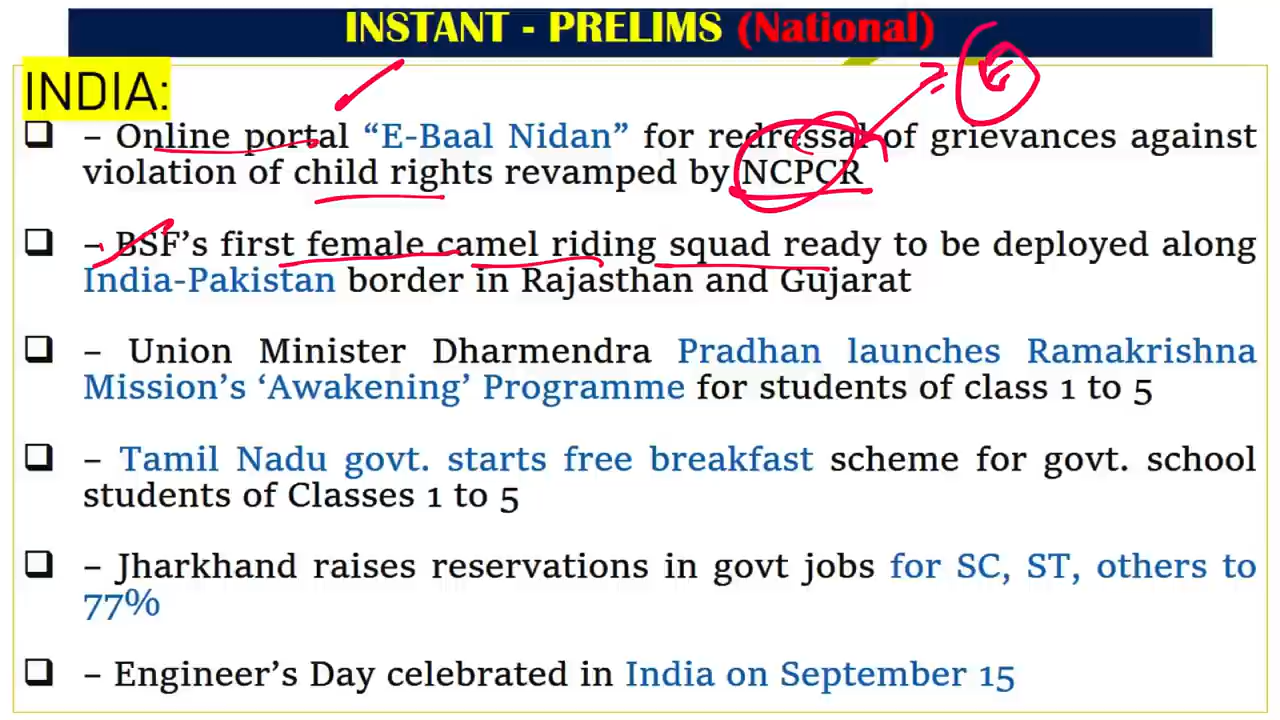 INSTANT - PRELIMS (National)
INDIA:
❑ – Online portal “E-Baal Nidan” for redressal of grievances against
violation of child rights revamped by NCPCR
❑ – BSF’s first female camel riding squad ready to be deployed along
India-Pakistan border in Rajasthan and Gujarat
❑ – Union Minister Dharmendra Pradhan launches Ramakrishna
Mission’s ‘Awakening’ Programme for students of class 1 to 5
❑ – Tamil Nadu govt. starts free breakfast scheme for govt. school
students of Classes 1 to 5
❑ – Jharkhand raises reservations in govt jobs for SC, ST, others to
77%
❑ – Engineer’s Day celebrated in India on September 15